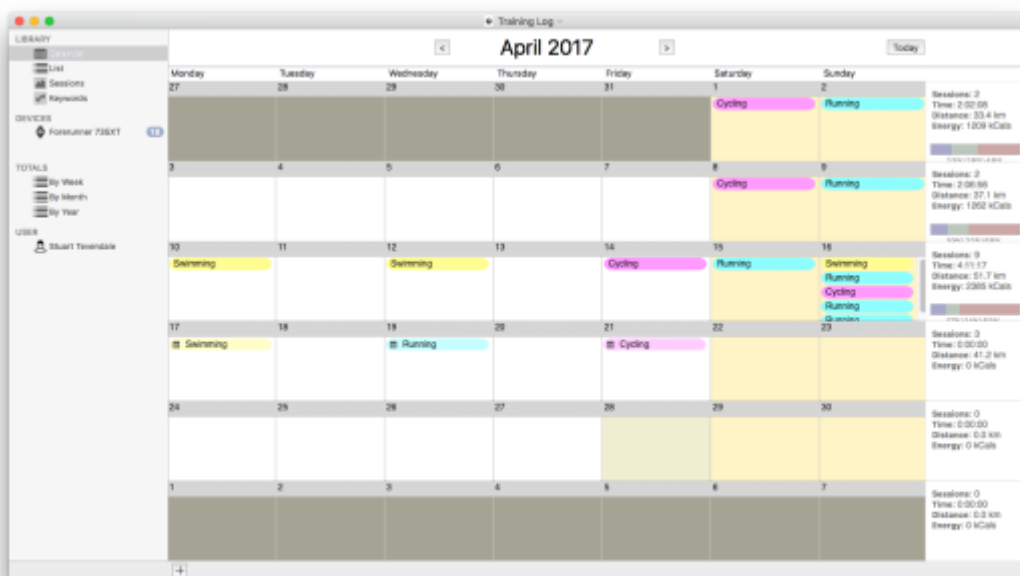 Training Log
LIBRARY
List
Sessions
Keywords
DEVICES
Forerunner 735XT
TOTALS
By Week
By Month
By Year
USER
Stuart Tevendale
< April 2017 > Today
Monday Tuesday Wednesday Thursday Friday Saturday Sunday
27 28 29 30 31 1 2
Cycling Running
Sessions: 2
Time: 2:02:08
Distance: 33.4 km
Energy: 1209 kCals
3 4 5 6 7 8 9
Cycling Running
Sessions: 2
Time: 2:06:56
Distance: 37.1 km
Energy: 1262 kCals
10 11 12 13 14 15 16
Swimming Swimming Cycling Running Swimming
Running
Cycling
Running
Running
Sessions: 9
Time: 4:11:17
Distance: 51.7 km
Energy: 2365 kCals
17 18 19 20 21 22 23
Swimming Running Cycling
Sessions: 3
Time: 0:00:00
Distance: 41.2 km
Energy: 0 kCals
24 25 26 27 28 29 30
Sessions: 0
Time: 0:00:00
Distance: 0.0 km
Energy: 0 kCals
1 2 3 4 5 6 7
Sessions: 0
Time: 0:00:00
Distance: 0.0 km
Energy: 0 kCals
+